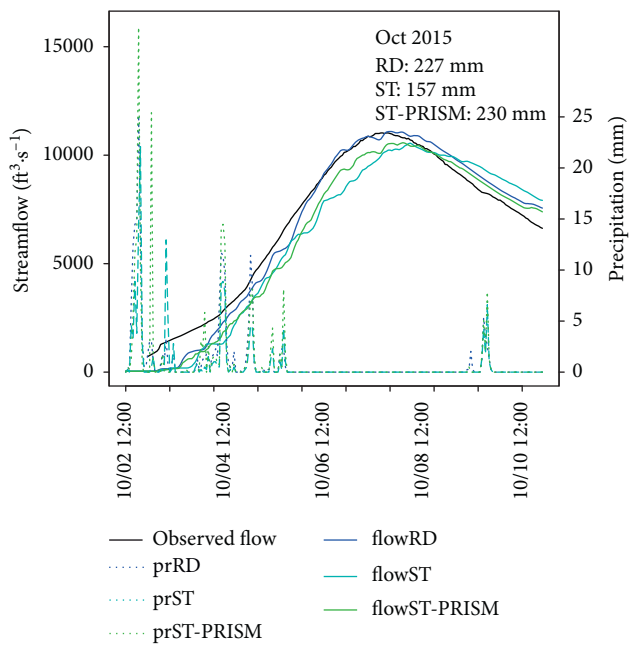 Oct 2015
RD: 227 mm
ST: 157 mm
ST-PRISM: 230 mm
Streamflow (ft³·s⁻¹)
15000
10000
5000
0
Precipitation (mm)
25
20
15
10
5
0
10/02 12:00
10/04 12:00
10/06 12:00
10/08 12:00
10/10 12:00
Observed flow
prRD
prST
prST-PRISM
flowRD
flowST
flowST-PRISM